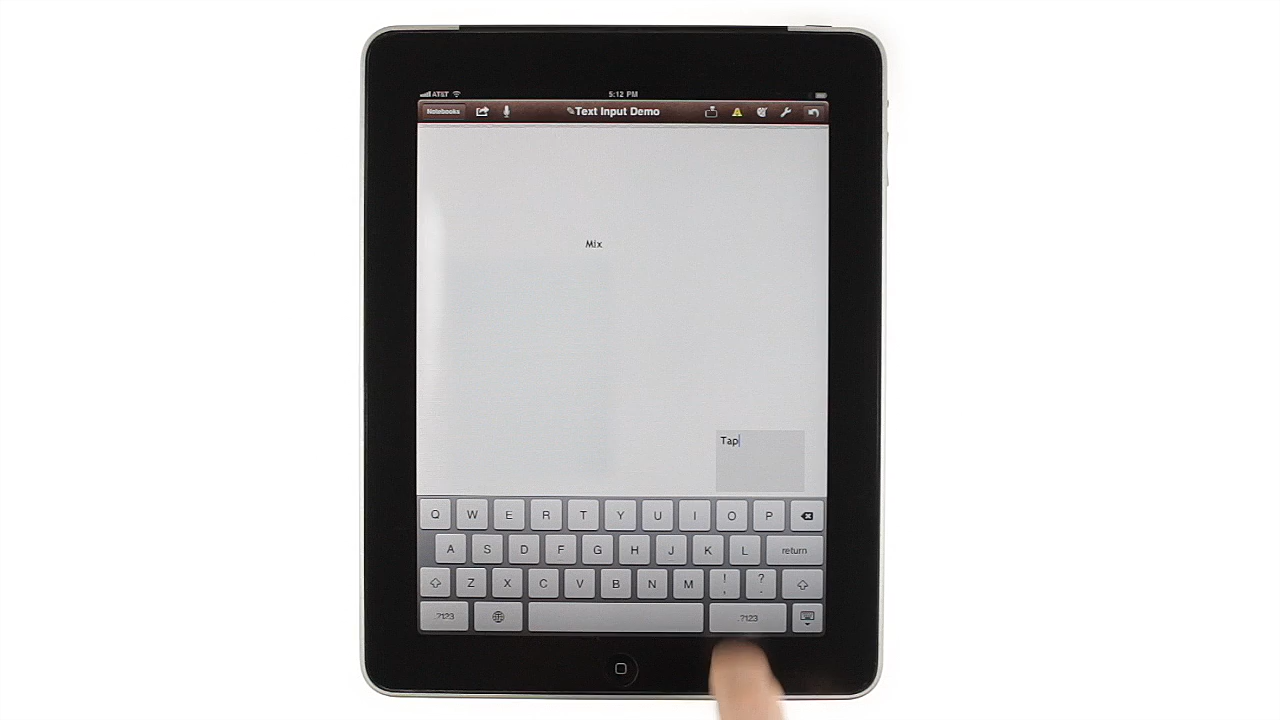 AT&T 5:12 PM
Notebooks Text Input Demo
Mix
Tap
Q W E R T Y U I O P
A S D F G H J K L return
Z X C V B N M ! , ? .
.?123 .?123